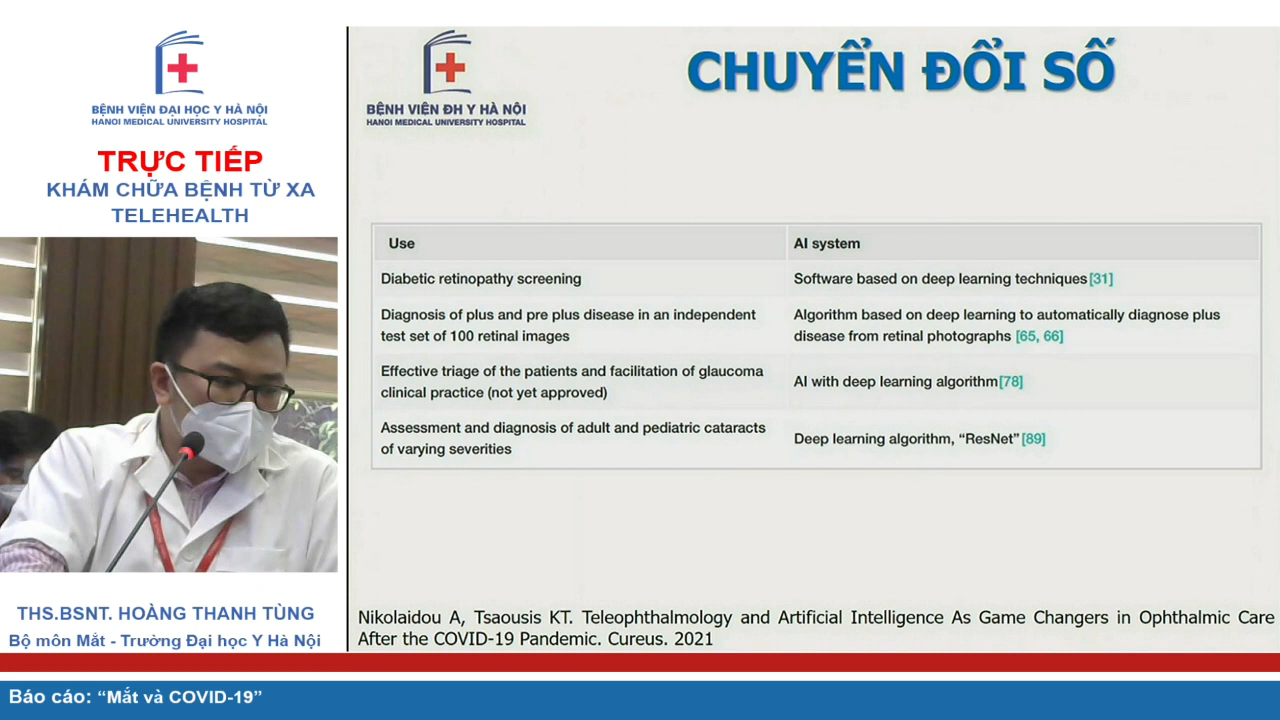 BỆNH VIỆN ĐẠI HỌC Y HÀ NỘI
HANOI MEDICAL UNIVERSITY HOSPITAL
TRỰC TIẾP
KHÁM CHỮA BỆNH TỪ XA
TELEHEALTH
THS.BSNT. HOÀNG THANH TÙNG
Bộ môn Mắt - Trường Đại học Y Hà Nội
BỆNH VIỆN ĐH Y HÀ NỘI
HANOI MEDICAL UNIVERSITY HOSPITAL
CHUYỂN ĐỔI SỐ
Use AI system
Diabetic retinopathy screening Software based on deep learning techniques [31]
Diagnosis of plus and pre plus disease in an independent Algorithm based on deep learning to automatically diagnose plus
test set of 100 retinal images disease from retinal photographs [65, 66]
Effective triage of the patients and facilitation of glaucoma
clinical practice (not yet approved)
AI with deep learning algorithm[78]
Assessment and diagnosis of adult and pediatric cataracts
of varying severities
Deep learning algorithm, “ResNet” [89]
Nikolaidou A, Tsaousis KT. Teleophthalmology and Artificial Intelligence As Game Changers in Ophthalmic Care
After the COVID-19 Pandemic. Cureus. 2021
Báo cáo: “Mắt và COVID-19”